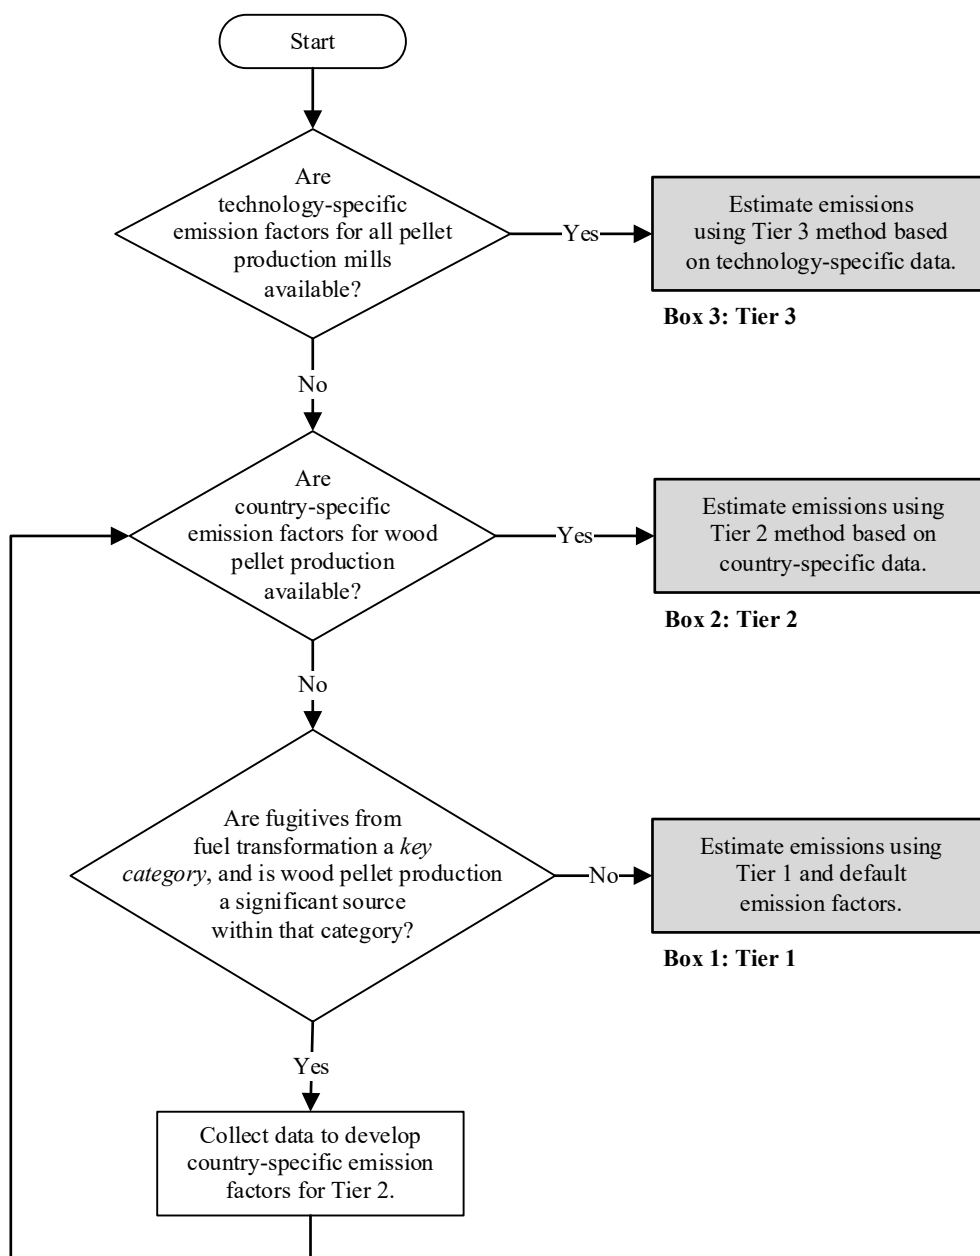 Start
Are
technology-specific
emission factors for all pellet
production mills
available?
Yes
Estimate emissions
using Tier 3 method based
on technology-specific data.
Box 3: Tier 3
No
Are
country-specific
emission factors for wood
pellet production
available?
Yes
Estimate emissions using
Tier 2 method based on
country-specific data.
Box 2: Tier 2
No
Are fugitives from
fuel transformation a key
category, and is wood pellet production
a significant source
within that category?
No
Estimate emissions using
Tier 1 and default
emission factors.
Box 1: Tier 1
Yes
Collect data to develop
country-specific emission
factors for Tier 2.